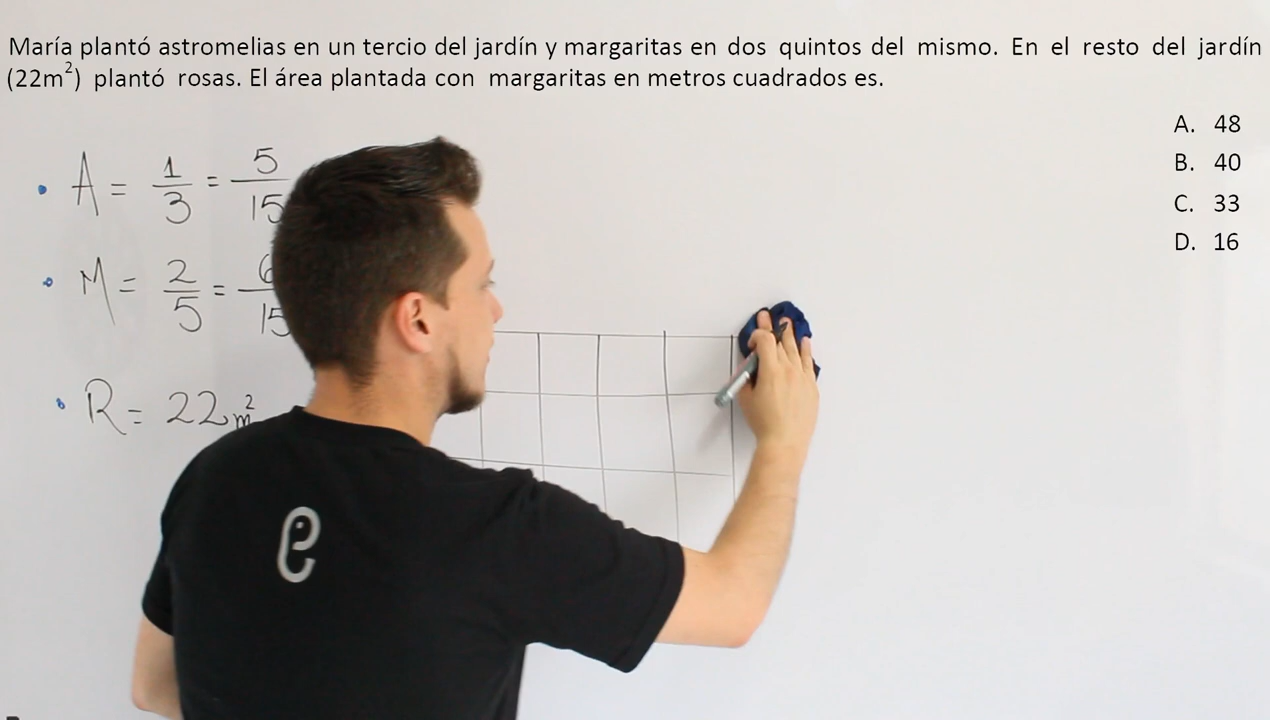 María plantó astromelias en un tercio del jardín y margaritas en dos quintos del mismo. En el resto del jardín
(22m²) plantó rosas. El área plantada con margaritas en metros cuadrados es.
A. 48
B. 40
C. 33
D. 16
• A = 1/3 = 5/15
• M = 2/5 = 6/15
• R = 22m²